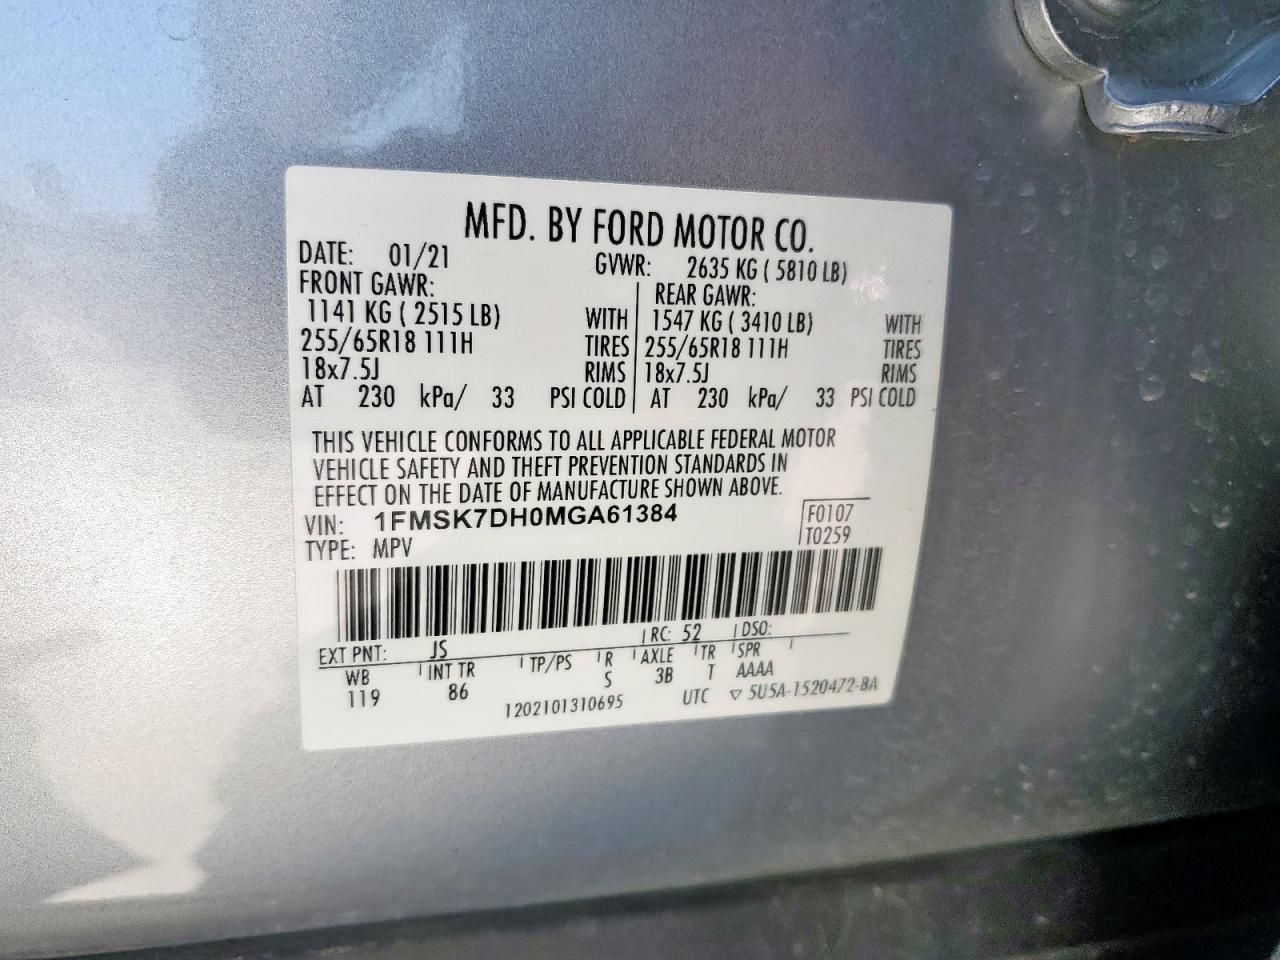 MFD. BY FORD MOTOR CO.
DATE: 01/21 GVWR: 2635 KG ( 5810 LB)
FRONT GAWR: REAR GAWR:
1141 KG ( 2515 LB) WITH 1547 KG ( 3410 LB) WITH
255/65R18 111H TIRES 255/65R18 111H TIRES
18x7.5J RIMS 18x7.5J RIMS
AT 230 kPa/ 33 PSI COLD AT 230 kPa/ 33 PSI COLD
THIS VEHICLE CONFORMS TO ALL APPLICABLE FEDERAL MOTOR
VEHICLE SAFETY AND THEFT PREVENTION STANDARDS IN
EFFECT ON THE DATE OF MANUFACTURE SHOWN ABOVE.
VIN: 1FMSK7DH0MGA61384 F0107
TYPE: MPV T0259
EXT PNT: JS RC: 52 DSO:
WB INT TR TP/PS R AXLE TR SPR
119 86 S 3B T AAAA
1202101310695 UTC ▽ 5U5A-1520472-BA